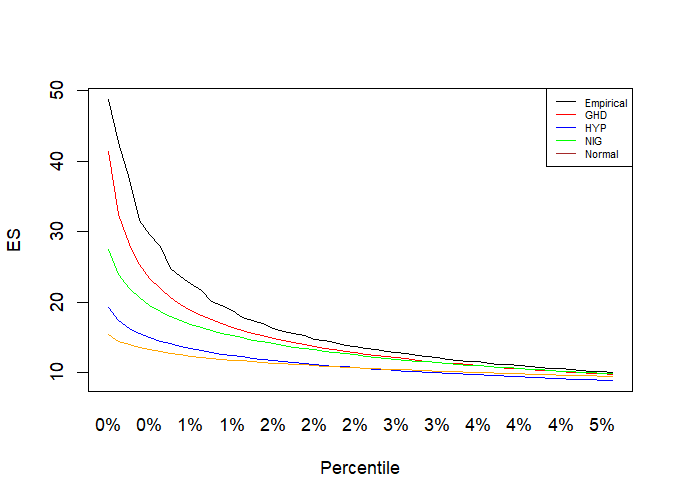 50
40
30
20
10
ES
Empirical
GHD
HYP
NIG
Normal
0% 0% 1% 1% 2% 2% 2% 3% 3% 4% 4% 4% 5%
Percentile